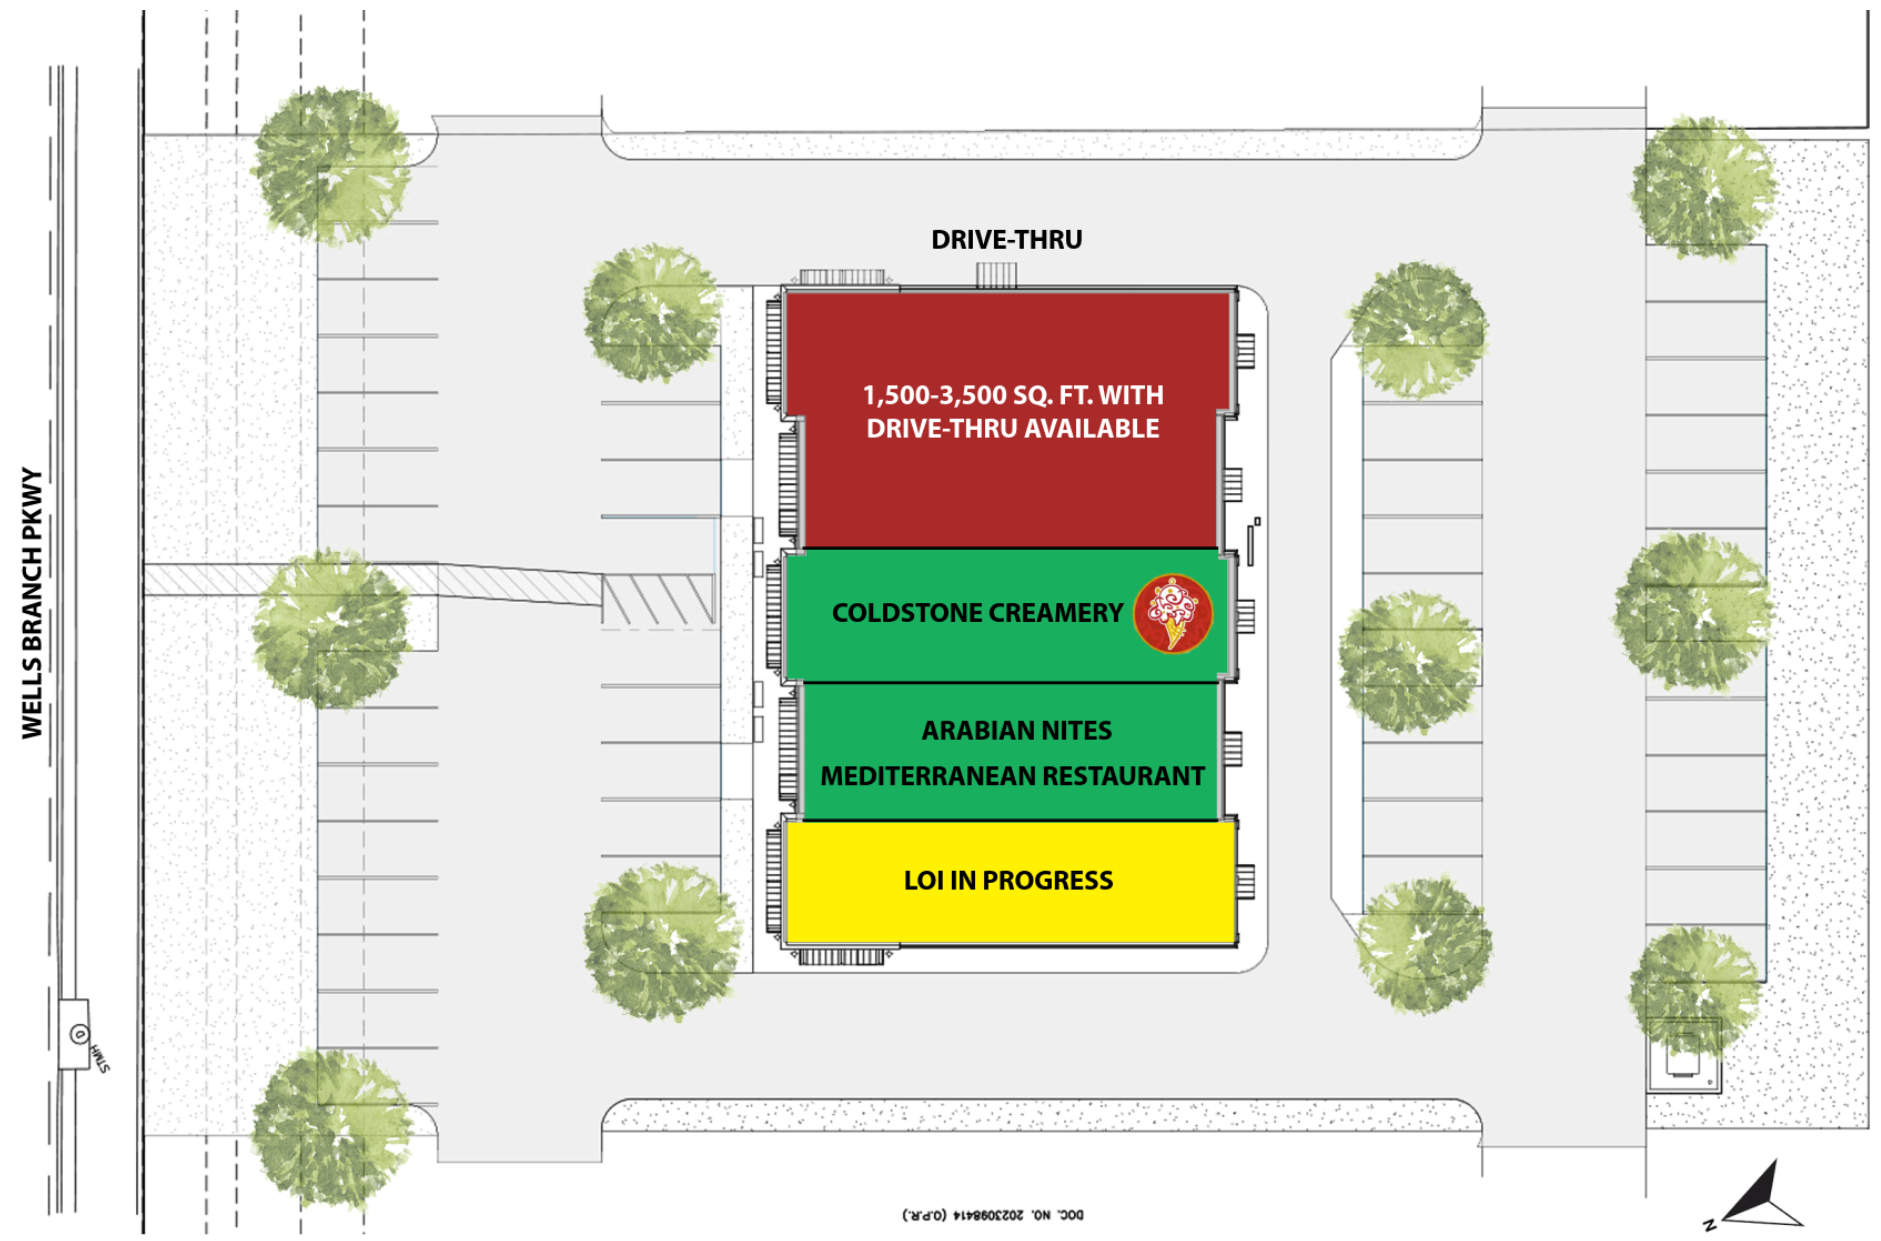 DRIVE-THRU
1,500-3,500 SQ. FT. WITH
DRIVE-THRU AVAILABLE
WELLS BRANCH PKWY
COLDSTONE CREAMERY
ARABIAN NITES
MEDITERRANEAN RESTAURANT
LOI IN PROGRESS
D
STMH
DOC. NO. 2023098414 (O.P.R.)
N